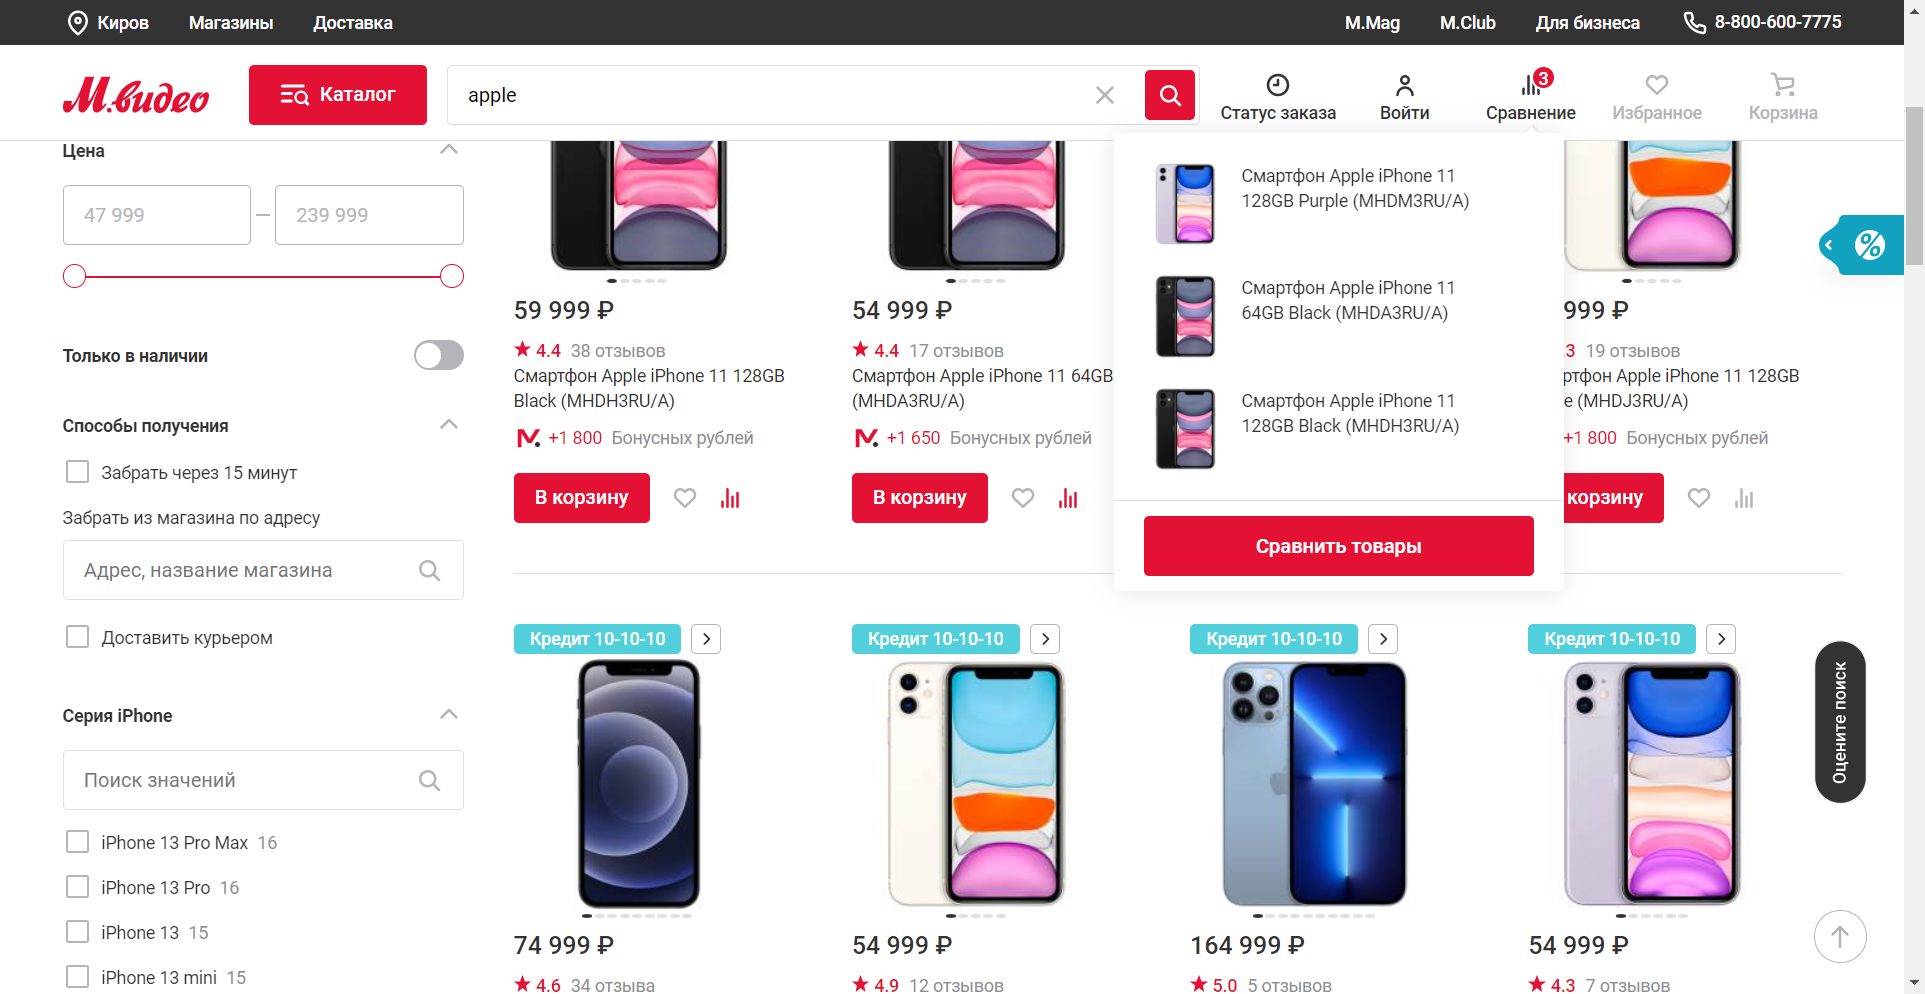 Киров
Магазины
Доставка
M.Mag
M.Club
Для бизнеса
8-800-600-7775
М.видео
Каталог
apple
Статус заказа
Войти
3
Сравнение
Избранное
Корзина
Цена
47 999
239 999
Только в наличии
Способы получения
Забрать через 15 минут
Забрать из магазина по адресу
Адрес, название магазина
Доставить курьером
Серия iPhone
Поиск значений
iPhone 13 Pro Max 16
iPhone 13 Pro 16
iPhone 13 15
iPhone 13 mini 15
59 999 ₽
4.4 38 отзывов
Смартфон Apple iPhone 11 128GB
Black (MHDH3RU/A)
+1 800 Бонусных рублей
В корзину
54 999 ₽
4.4 17 отзывов
Смартфон Apple iPhone 11 64GB
(MHDA3RU/A)
+1 650 Бонусных рублей
В корзину
Смартфон Apple iPhone 11
128GB Purple (MHDM3RU/A)
Смартфон Apple iPhone 11
64GB Black (MHDA3RU/A)
Смартфон Apple iPhone 11
128GB Black (MHDH3RU/A)
Сравнить товары
999 ₽
.3 19 отзывов
ртфон Apple iPhone 11 128GB
e (MHDJ3RU/A)
+1 800 Бонусных рублей
корзину
%
Кредит 10-10-10
74 999 ₽
4.6 34 отзыва
Кредит 10-10-10
54 999 ₽
4.9 12 отзывов
Кредит 10-10-10
164 999 ₽
5.0 5 отзывов
Кредит 10-10-10
54 999 ₽
4.3 7 отзывов
Оцените поиск